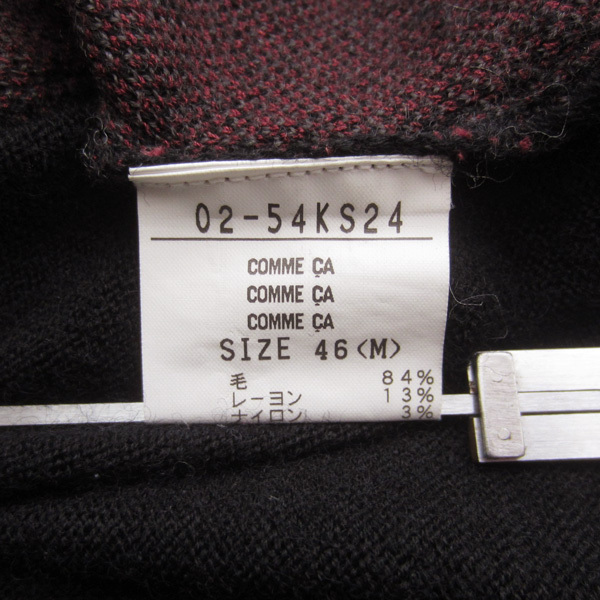 02-54KS24
COMME ÇA
COMME ÇA
COMME ÇA
SIZE 46<M>
毛 84%
レーヨン 13%
ナイロン 3%